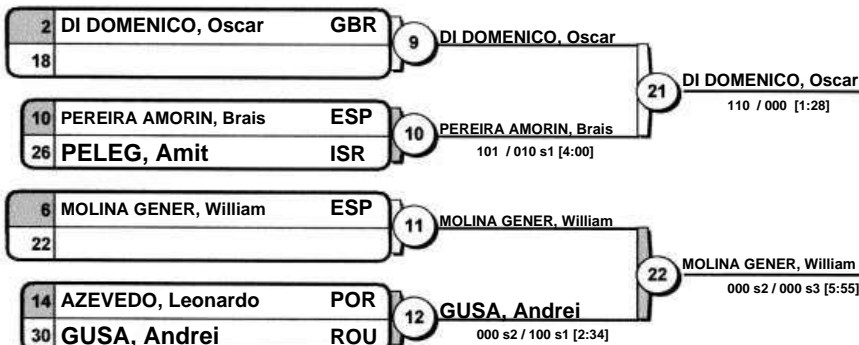 2 DI DOMENICO, Oscar GBR
18
9
DI DOMENICO, Oscar
10 PEREIRA AMORIN, Brais ESP
26 PELEG, Amit ISR
10
PEREIRA AMORIN, Brais
101 / 010 s1 [4:00]
21
DI DOMENICO, Oscar
110 / 000 [1:28]
6 MOLINA GENER, William ESP
22
11
MOLINA GENER, William
14 AZEVEDO, Leonardo POR
30 GUSA, Andrei ROU
12
GUSA, Andrei
000 s2 / 100 s1 [2:34]
22
MOLINA GENER, William
000 s2 / 000 s3 [5:55]